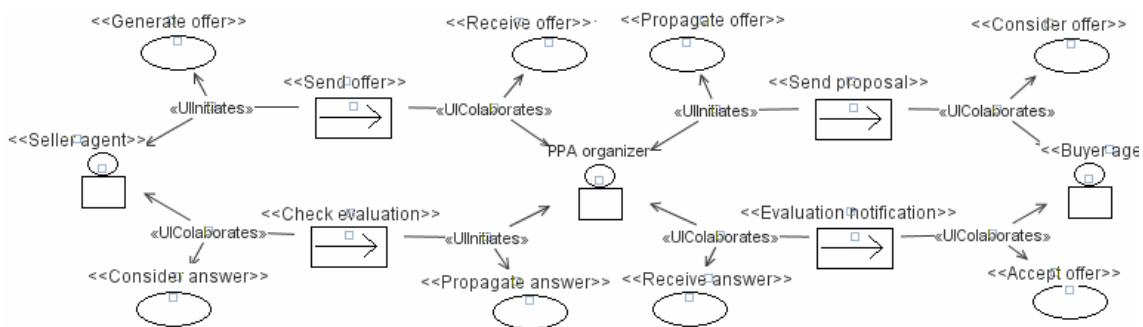 <<Generate offer>>
<<Receive offer>>
<<Propagate offer>>
<<Consider offer>>
<<Send offer>>
<<Send proposal>>
«UIInitiates»
«UIColaborates»
«UIInitiates»
«UIColaborates»
<<Seller agent>>
PPA organizer
<<Buyer age
<<Check evaluation>>
<<Evaluation notification>>
«UIColaborates»
«UIInitiates»
«UIColaborates»
«UIColaborates»
<<Consider answer>>
<<Propagate answer>>
<<Receive answer>>
<<Accept offer>>